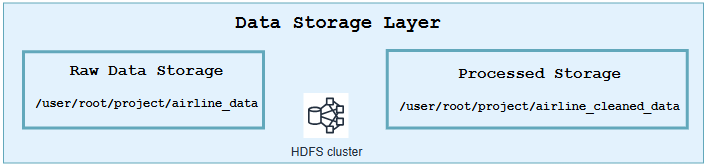 Data Storage Layer
Raw Data Storage
/user/root/project/airline_data
Processed Storage
/user/root/project/airline_cleaned_data
HDFS cluster